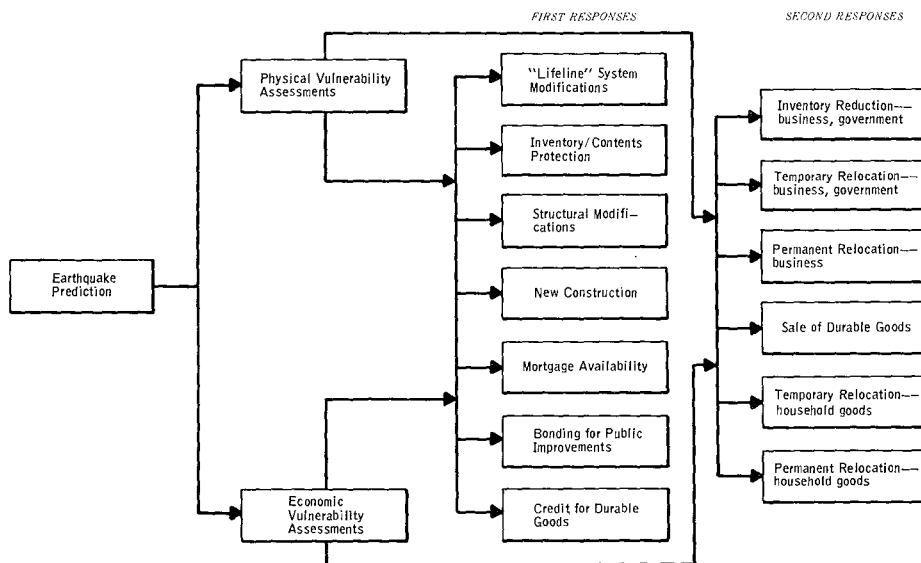 FIRST RESPONSES
SECOND RESPONSES
Physical Vulnerability
Assessments
"Lifeline" System
Modifications
Inventory/Contents
Protection
Structural Modifi—
cations
New Construction
Mortgage Availability
Bonding for Public
Improvements
Credit for Durable
Goods
Earthquake
Prediction
Economic
Vulnerability
Assessments
Inventory Reduction——
business, government
Temporary Relocation——
business, government
Permanent Relocation——
business
Sale of Durable Goods
Temporary Relocation——
household goods
Permanent Relocation——
household goods